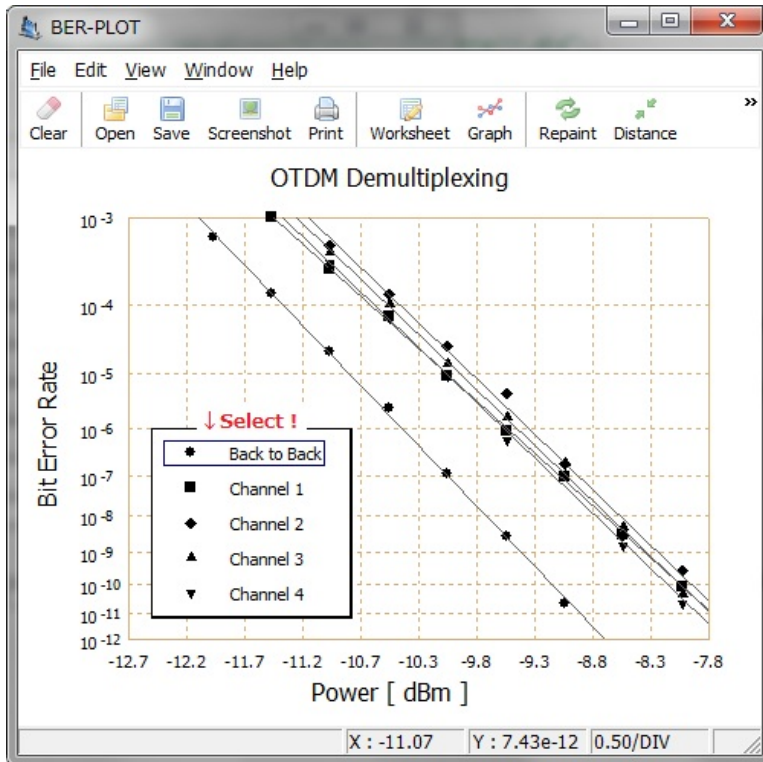 BER-PLOT
File Edit View Window Help
Clear Open Save Screenshot Print Worksheet Graph Repaint Distance »
OTDM Demultiplexing
Bit Error Rate
10 -3
10 -4
10 -5
10 -6
10 -7
10 -8
10 -9
10 -10
10 -11
10 -12
↓Select !
Back to Back
Channel 1
Channel 2
Channel 3
Channel 4
-12.7 -12.2 -11.7 -11.2 -10.7 -10.3 -9.8 -9.3 -8.8 -8.3 -7.8
Power [ dBm ]
X : -11.07 Y : 7.43e-12 0.50/DIV